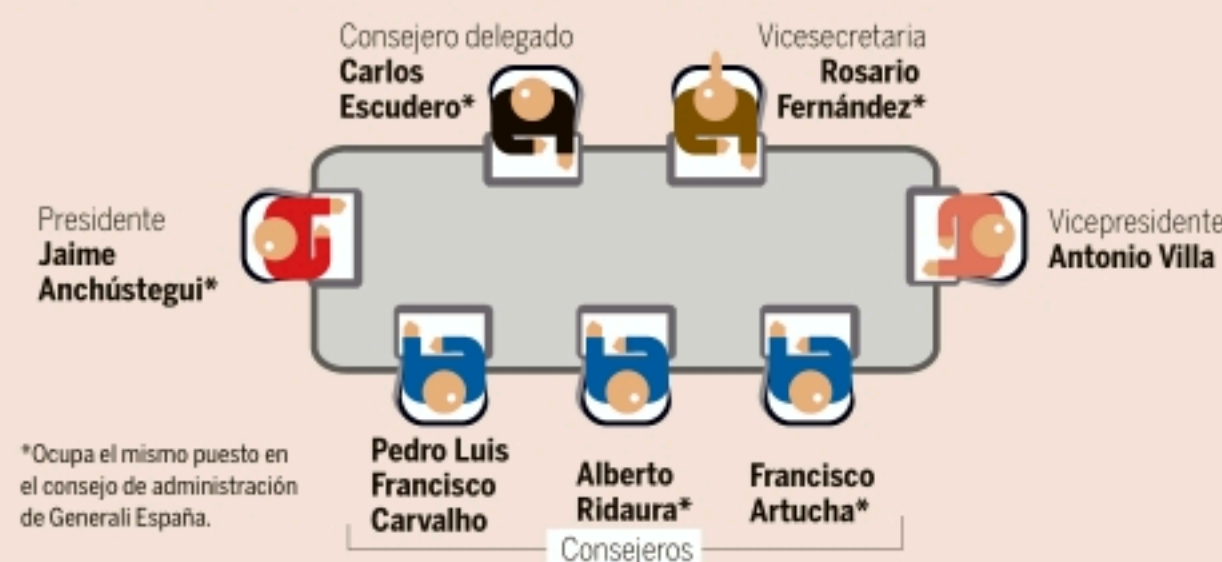 Consejero delegado
Carlos
Escudero*
Vicesecretaria
Rosario
Fernández*
Presidente
Jaime
Anchústegui*
Vicepresidente
Antonio Villa
*Ocupa el mismo puesto en
el consejo de administración
de Generali España.
Pedro Luis
Francisco
Carvalho
Alberto
Ridaura*
Francisco
Artucha*
Consejeros